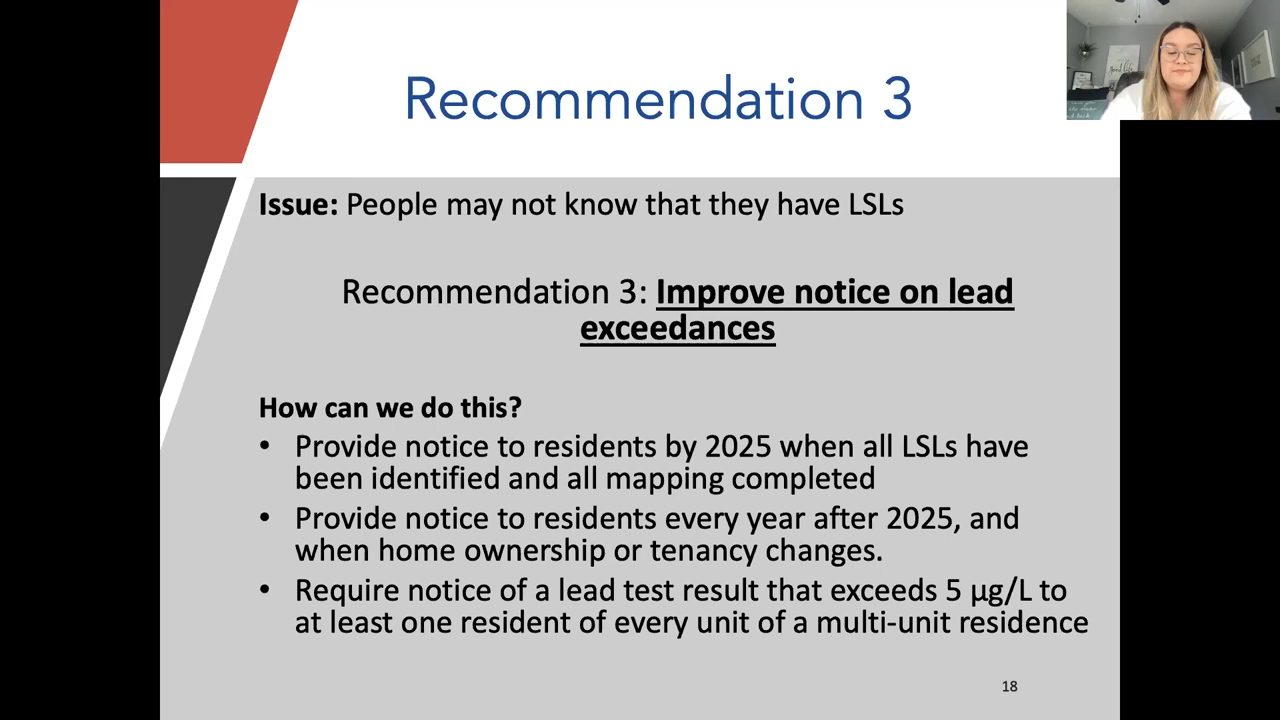 Recommendation 3
Issue: People may not know that they have LSLs
Recommendation 3: Improve notice on lead
exceedances
How can we do this?
• Provide notice to residents by 2025 when all LSLs have
been identified and all mapping completed
• Provide notice to residents every year after 2025, and
when home ownership or tenancy changes.
• Require notice of a lead test result that exceeds 5 µg/L to
at least one resident of every unit of a multi-unit residence
18